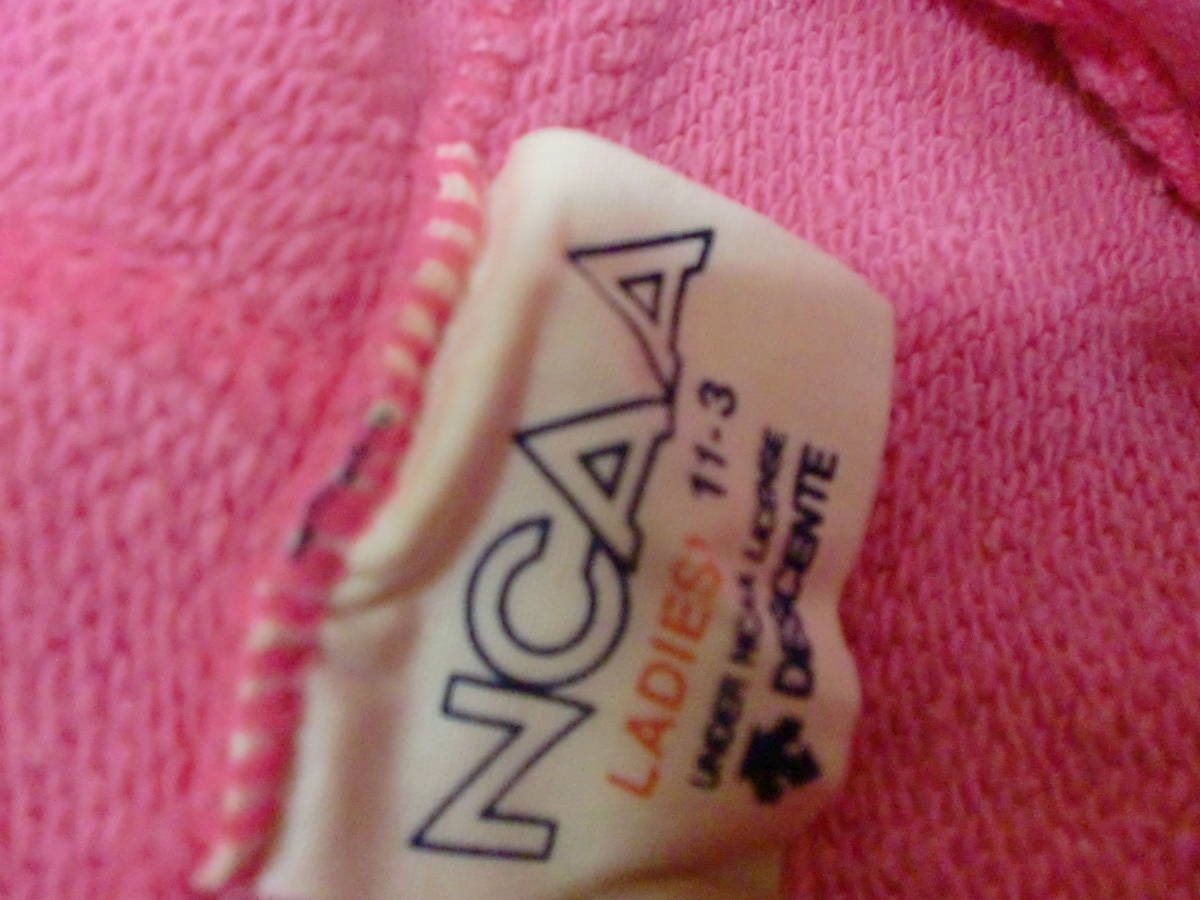 NCAA
LADIES' 11-3
UNDER NCAA LICENSE
DESCENTE